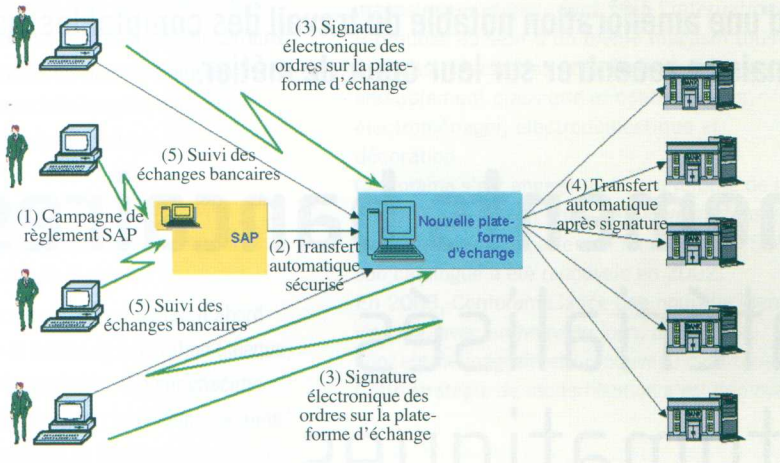 (3) Signature
électronique des
ordres sur la plate-
forme d'échange
(5) Suivi des
échanges bancaires
(1) Campagne de
règlement SAP
SAP
(2) Transfert
automatique
sécurisé
Nouvelle plate-
forme
d'échange
(4) Transfert
automatique
après signature
(5) Suivi des
échanges bancaires
(3) Signature
électronique des
ordres sur la plate-
forme d'échange